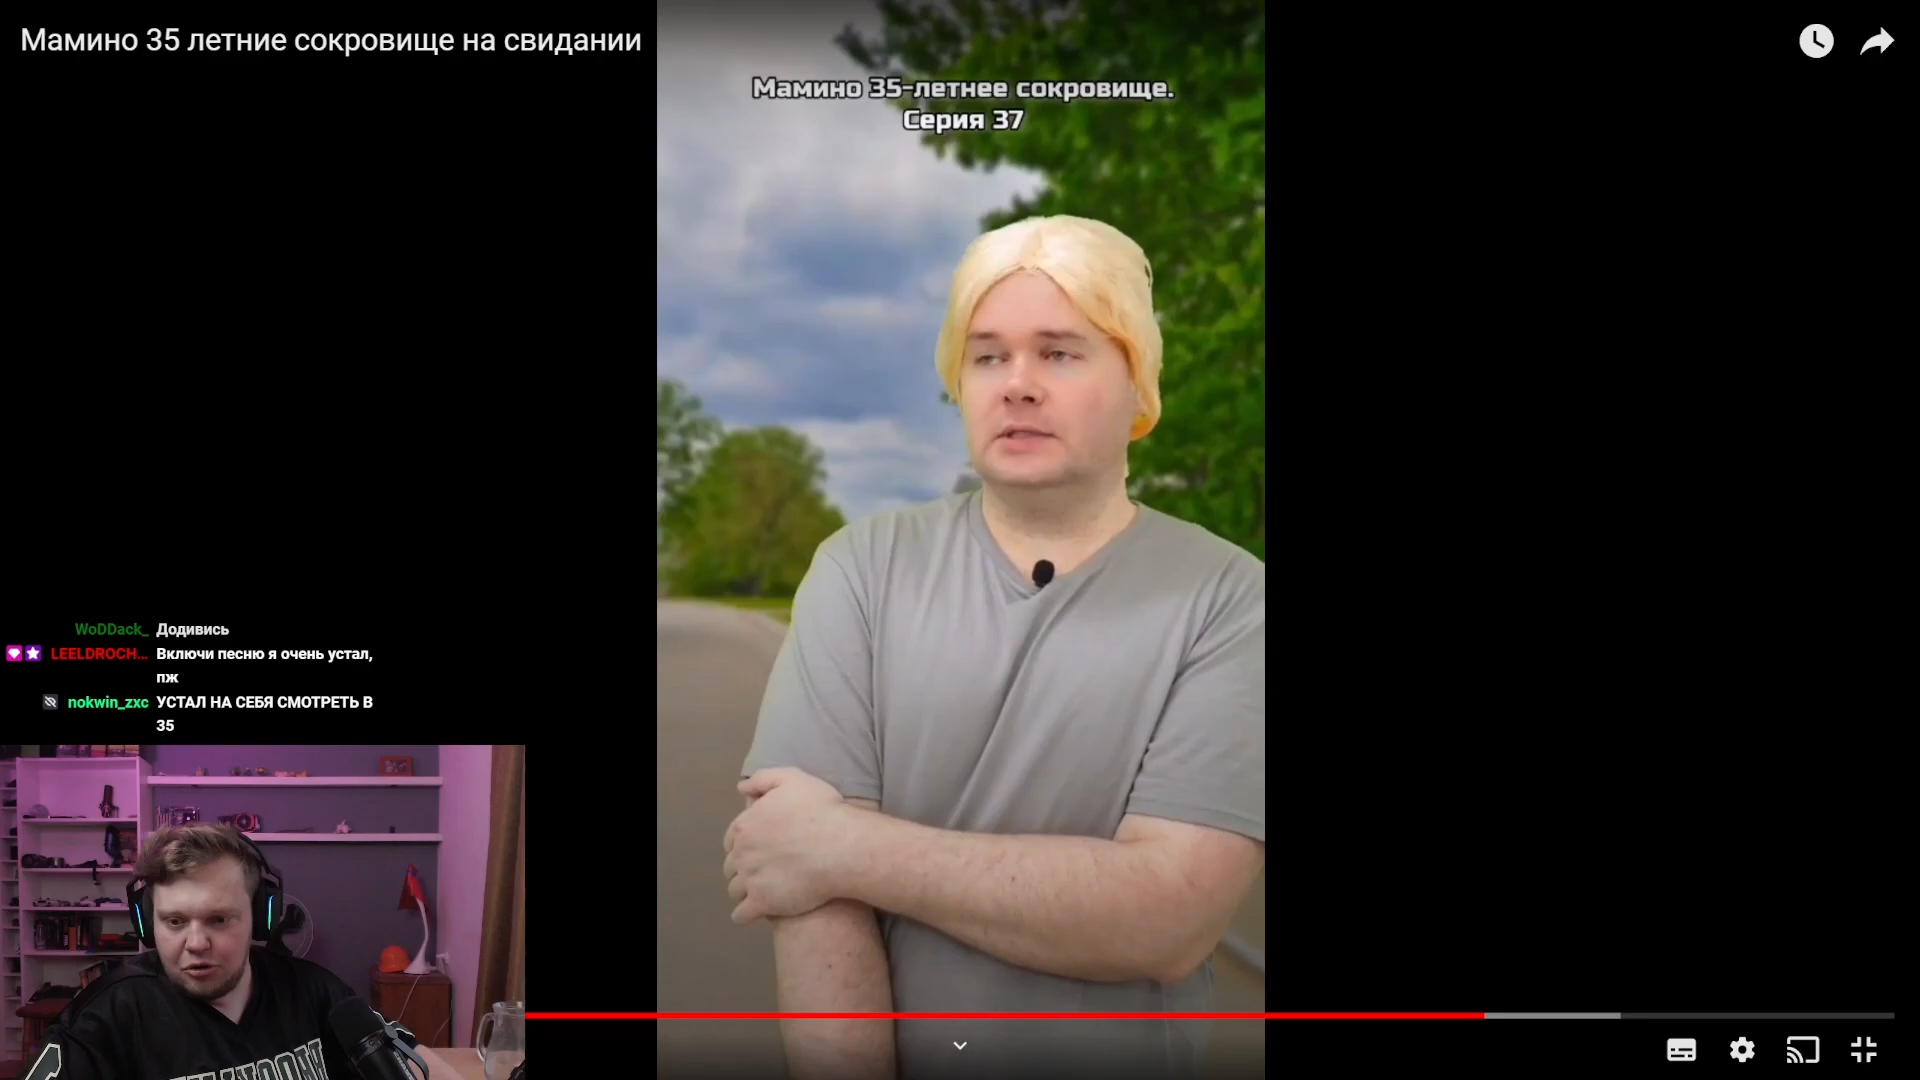 Мамино 35 летние сокровище на свидании
Мамино 35-летнее сокровище.
Серия 37
WoDDack_ Додивись
LEELDROCH... Включи песню я очень устал,
пж
nokwin_zxc УСТАЛ НА СЕБЯ СМОТРЕТЬ В
35